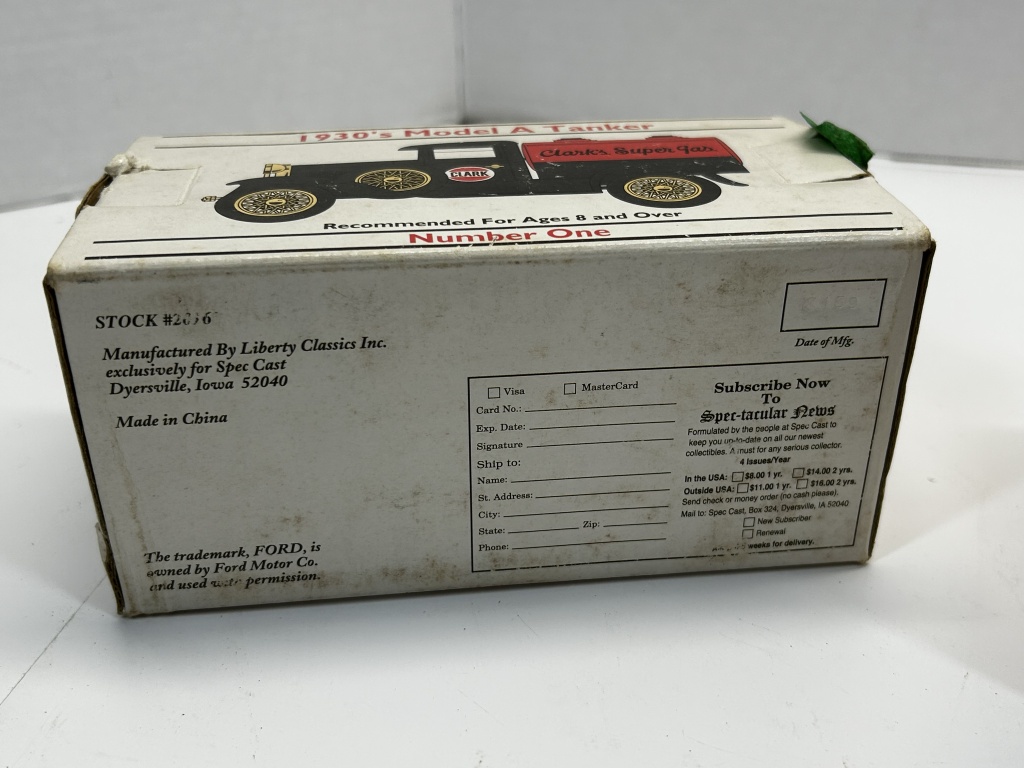 1930's Model A Tanker
Clark's Super Gas.
CLARK
Recommended For Ages 8 and Over
Number One
STOCK
Manufactured By Liberty Classics Inc.
exclusively for Spec Cast
Dyersville, Iowa 52040
Made in China
The trademark, FORD, is
owned by Ford Motor Co.
and used with permission.
Date of Mfg.
Visa MasterCard
Card No.:
Exp. Date:
Signature
Ship to:
Name:
St. Address:
City:
State: Zip:
Phone:
Subscribe Now
To
Spec-tacular News
Formulated by the people at Spec Cast to
keep you up-to-date on all our newest
collectibles. A must for any serious collector.
4 Issues/Year
In the USA: $8.00 1 yr. $14.00 2 yrs.
Outside USA: $11.00 1 yr. $16.00 2 yrs.
Send check or money order (no cash please).
Mail to: Spec Cast, Box 324, Dyersville, IA 52040
New Subscriber
Renewal
weeks for delivery.